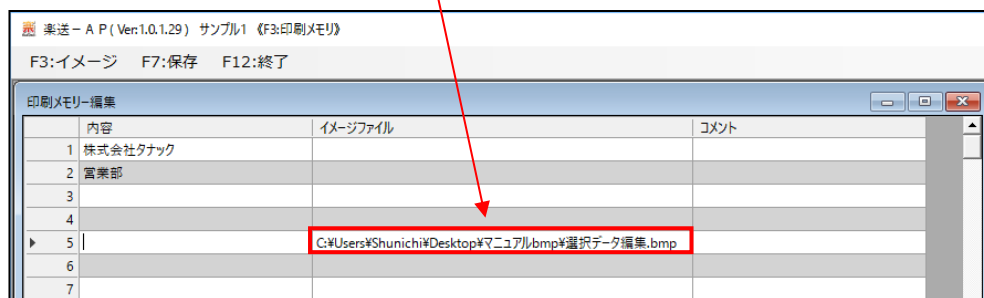 楽送－ＡＰ( Ver:1.0.1.29 ) サンプル1 《F3:印刷メモリ》
F3:イメージ F7:保存 F12:終了
印刷メモリー編集
内容 イメージファイル コメント
1 株式会社タナック
2 営業部
3
4
5 C:¥Users¥Shunichi¥Desktop¥マニュアルbmp¥選択データ編集.bmp
6
7